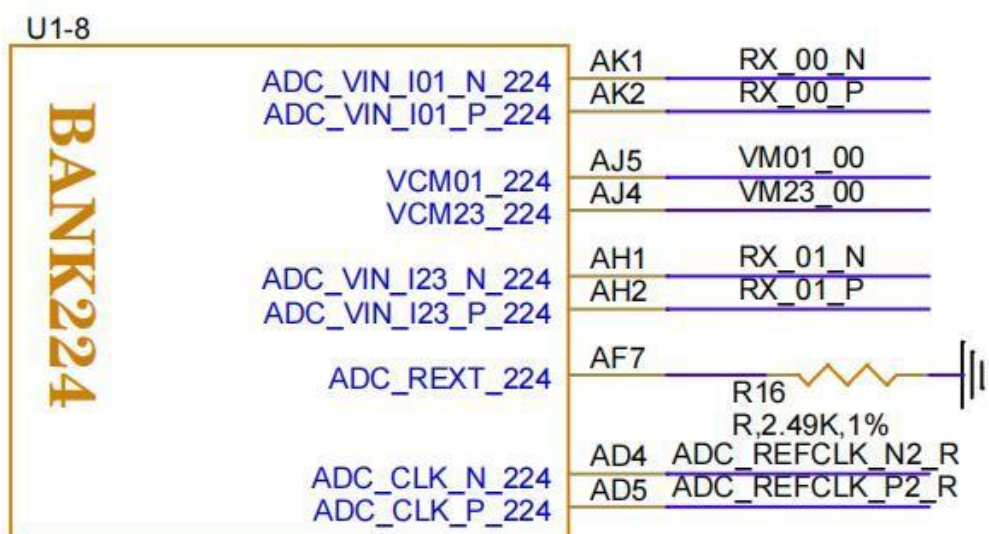 U1-8
BANK224
ADC_VIN_I01_N_224 AK1 RX_00_N
ADC_VIN_I01_P_224 AK2 RX_00_P
VCM01_224 AJ5 VM01_00
VCM23_224 AJ4 VM23_00
ADC_VIN_I23_N_224 AH1 RX_01_N
ADC_VIN_I23_P_224 AH2 RX_01_P
ADC_REXT_224 AF7
R16
R,2.49K,1%
ADC_CLK_N_224 AD4 ADC_REFCLK_N2_R
ADC_CLK_P_224 AD5 ADC_REFCLK_P2_R